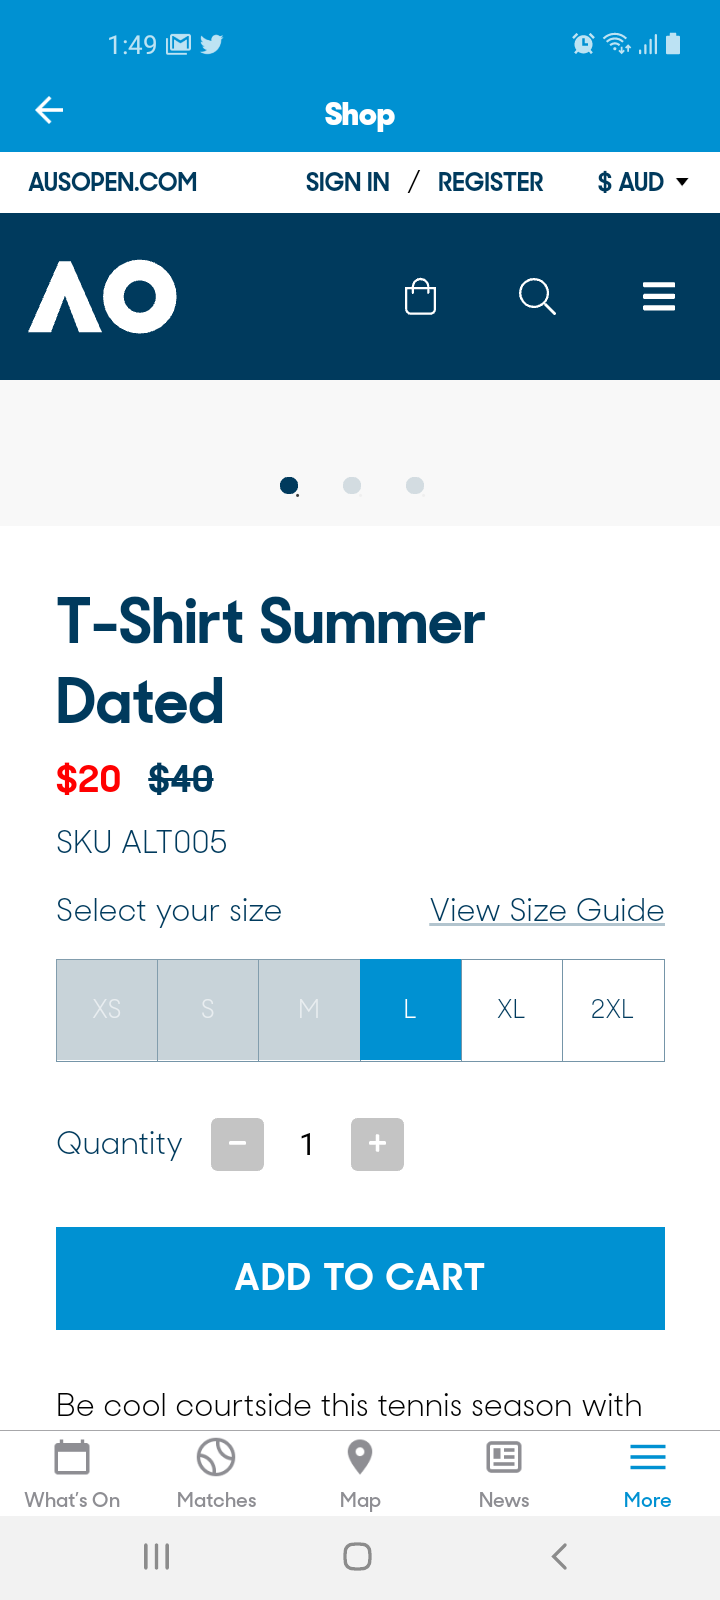 1:49
Shop
AUSOPEN.COM SIGN IN / REGISTER $ AUD
AO
T-Shirt Summer
Dated
$20 $40
SKU ALT005
Select your size View Size Guide
XS S M L XL 2XL
Quantity - 1 +
ADD TO CART
Be cool courtside this tennis season with
What's On Matches Map News More